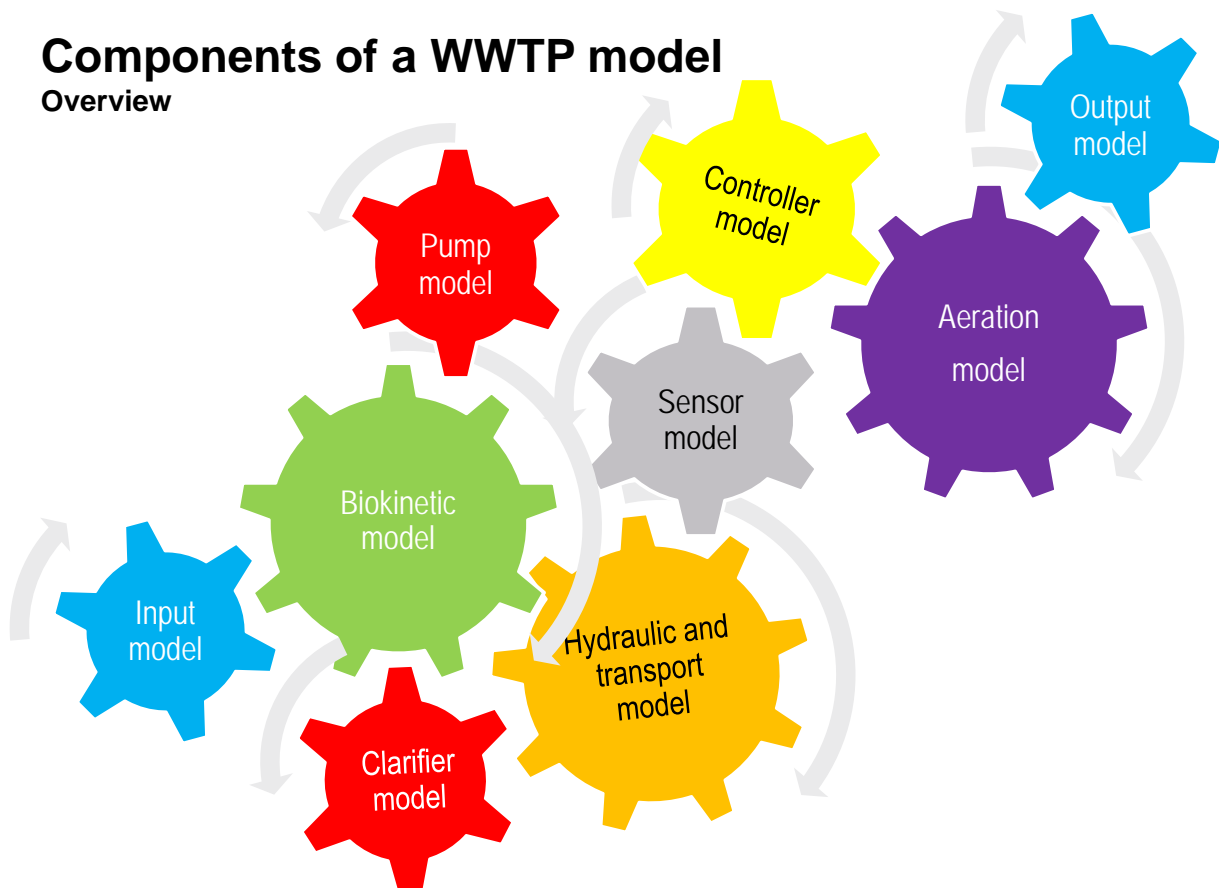 Components of a WWTP model
Overview
Output
model
Controller
model
Pump
model
Aeration
model
Sensor
model
Biokinetic
model
Input
model
Hydraulic and
transport
model
Clarifier
model